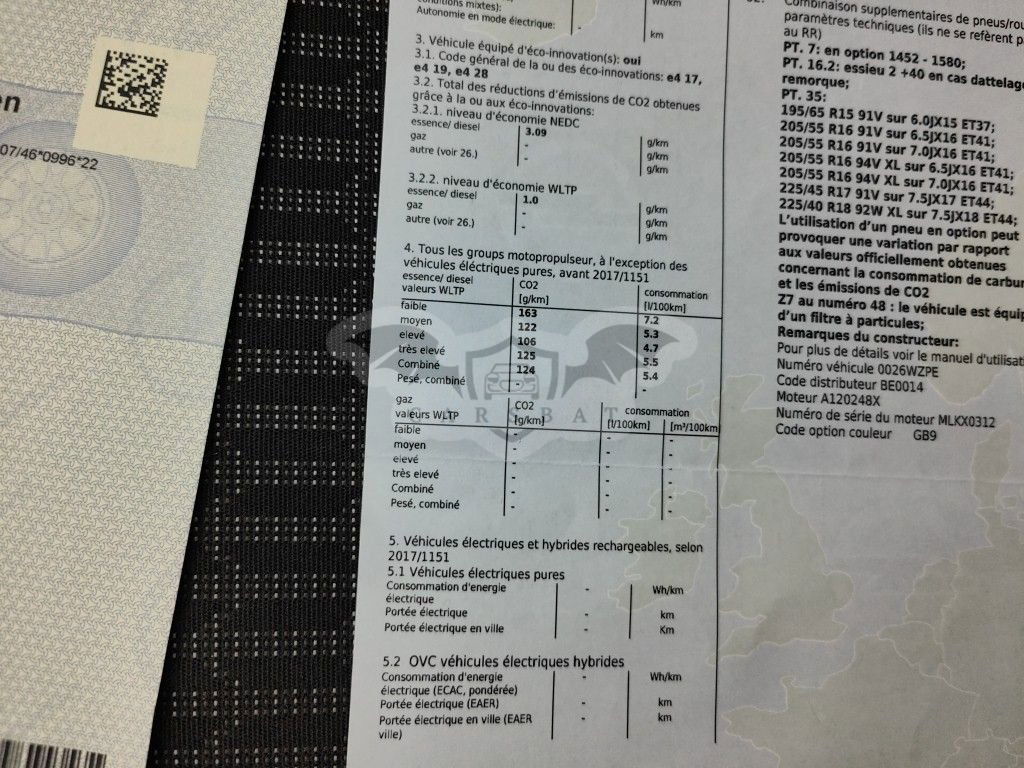 en
07/46*0996*22
conditions mixtes):
Wh/km
Autonomie en mode électrique:
-
km
3. Véhicule équipé d'éco-innovation(s): oui
3.1. Code général de la ou des éco-innovations: e4 17,
e4 19, e4 28
3.2. Total des réductions d'émissions de CO2 obtenues
grâce à la ou aux éco-innovations:
3.2.1. niveau d'économie NEDC
essence/ diesel 3.09 g/km
gaz - g/km
autre (voir 26.) - g/km
3.2.2. niveau d'économie WLTP
essence/ diesel 1.0 g/km
gaz - g/km
autre (voir 26.) - g/km
4. Tous les groups motopropulseur, à l'exception des
véhicules éléctriques pures, avant 2017/1151
essence/ diesel CO2 consommation
valeurs WLTP [g/km] [l/100km]
faible 163 7.2
moyen 122 5.3
elevé 106 4.7
très elevé 125 5.5
Combiné 124 5.4
Pesé, combiné - -
CARSBAT
gaz CO2 consommation
valeurs WLTP [g/km] [l/100km] [m³/100km]
faible - - -
moyen - - -
elevé - - -
très elevé - - -
Combiné - - -
Pesé, combiné - - -
5. Véhicules électriques et hybrides rechargeables, selon
2017/1151
5.1 Véhicules électriques pures
Consommation d'energie - Wh/km
électrique
Portée électrique - km
Portée électrique en ville - Km
5.2 OVC véhicules électriques hybrides
Consommation d'energie - Wh/km
électrique (ECAC, pondérée)
Portée électrique (EAER) - km
Portée électrique en ville (EAER - km
ville)
Combinaison supplementaires de pneus/rou
paramètres techniques (ils ne se refèrent p
au RR)
PT. 7: en option 1452 - 1580;
PT. 16.2: essieu 2 +40 en cas dattelage
remorque;
PT. 35:
195/65 R15 91V sur 6.0JX15 ET37;
205/55 R16 91V sur 6.5JX16 ET41;
205/55 R16 91V sur 7.0JX16 ET41;
205/55 R16 94V XL sur 6.5JX16 ET41;
205/55 R16 94V XL sur 7.0JX16 ET41;
225/45 R17 91V sur 7.5JX17 ET44;
225/40 R18 92W XL sur 7.5JX18 ET44;
L'utilisation d'un pneu en option peut
provoquer une variation par rapport
aux valeurs officiellement obtenues
concernant la consommation de carbur
et les émissions de CO2
Z7 au numéro 48 : le véhicule est équip
d'un filtre à particules;
Remarques du constructeur:
Pour plus de détails voir le manuel d'utilisat
Numéro véhicule 0026WZPE
Code distributeur BE0014
Moteur A120248X
Numéro de série du moteur MLKX0312
Code option couleur GB9